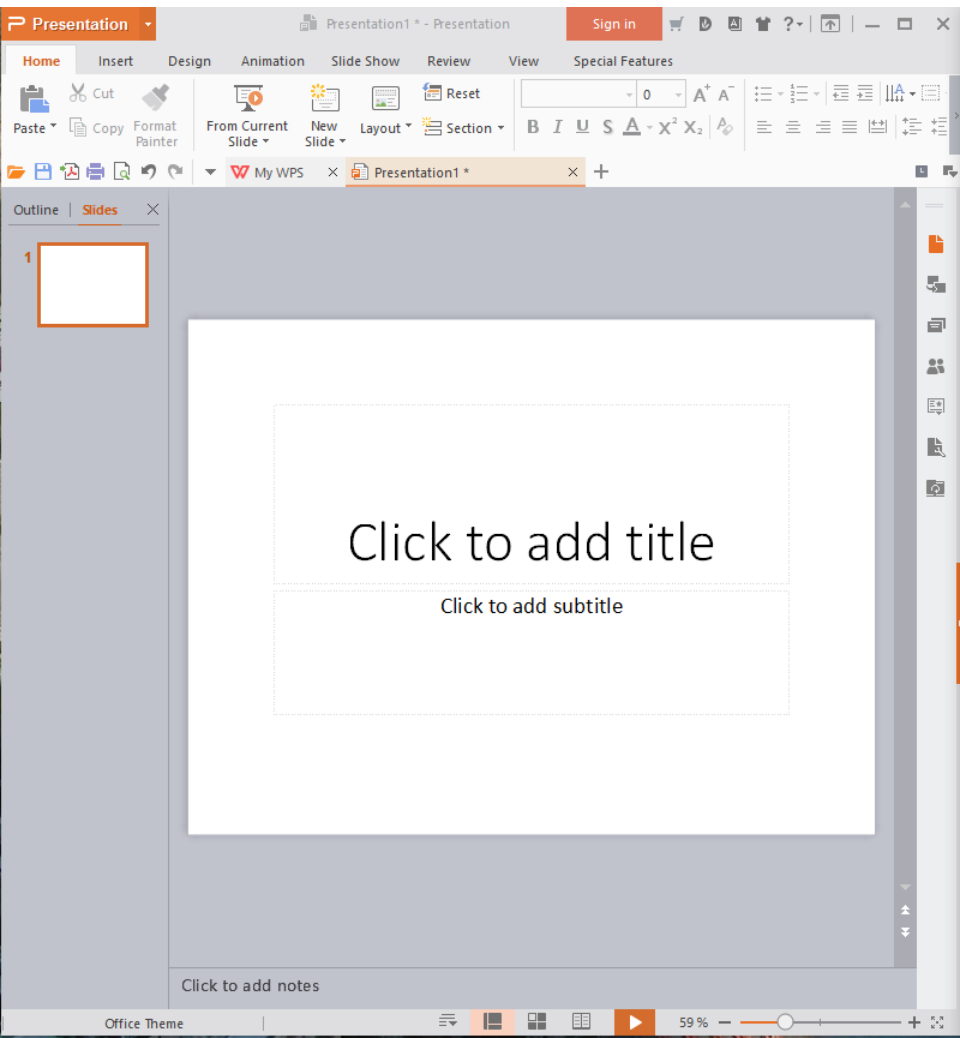 Presentation
Presentation1 * - Presentation
Sign in
Home Insert Design Animation Slide Show Review View Special Features
Paste
Cut
Copy
Format Painter
From Current Slide
New Slide
Layout
Reset
Section
0
B I U S A X² X₂
My WPS
Presentation1 *
Outline | Slides
1
Click to add title
Click to add subtitle
Click to add notes
Office Theme
59 %